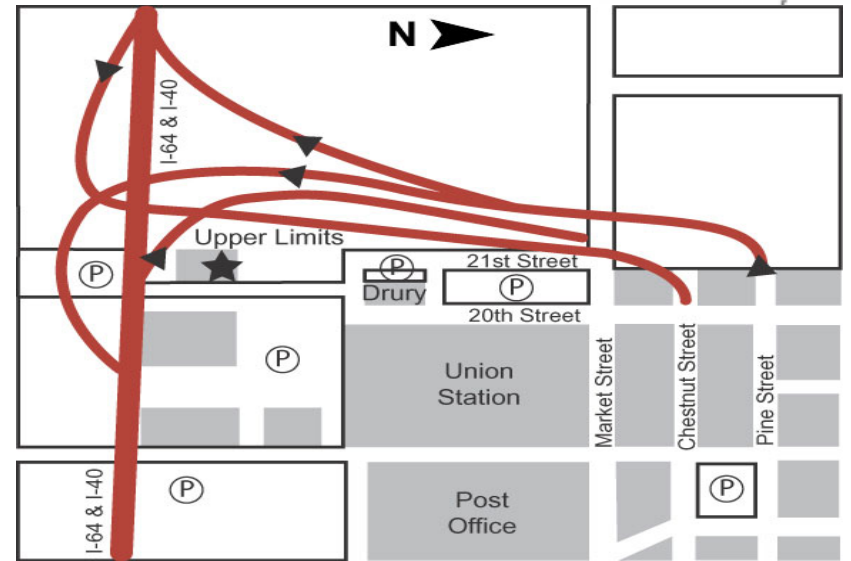 N
I-64 & I-40
Upper Limits
P
P
21st Street
P
Drury
20th Street
P
Union
Station
Market Street
Chestnut Street
Pine Street
I-64 & I-40
P
Post
Office
P